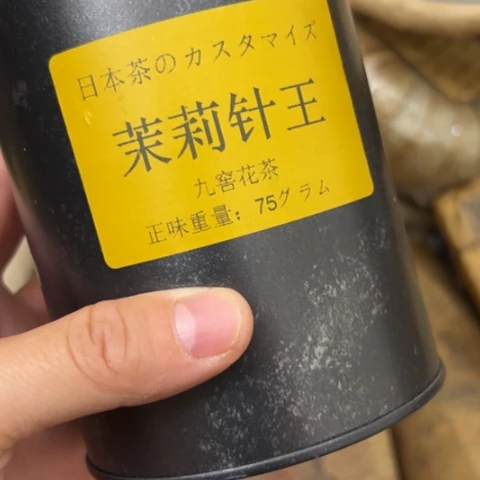 日本茶のカスタマイズ
茉莉针王
九窖花茶
正味重量: 75グラム